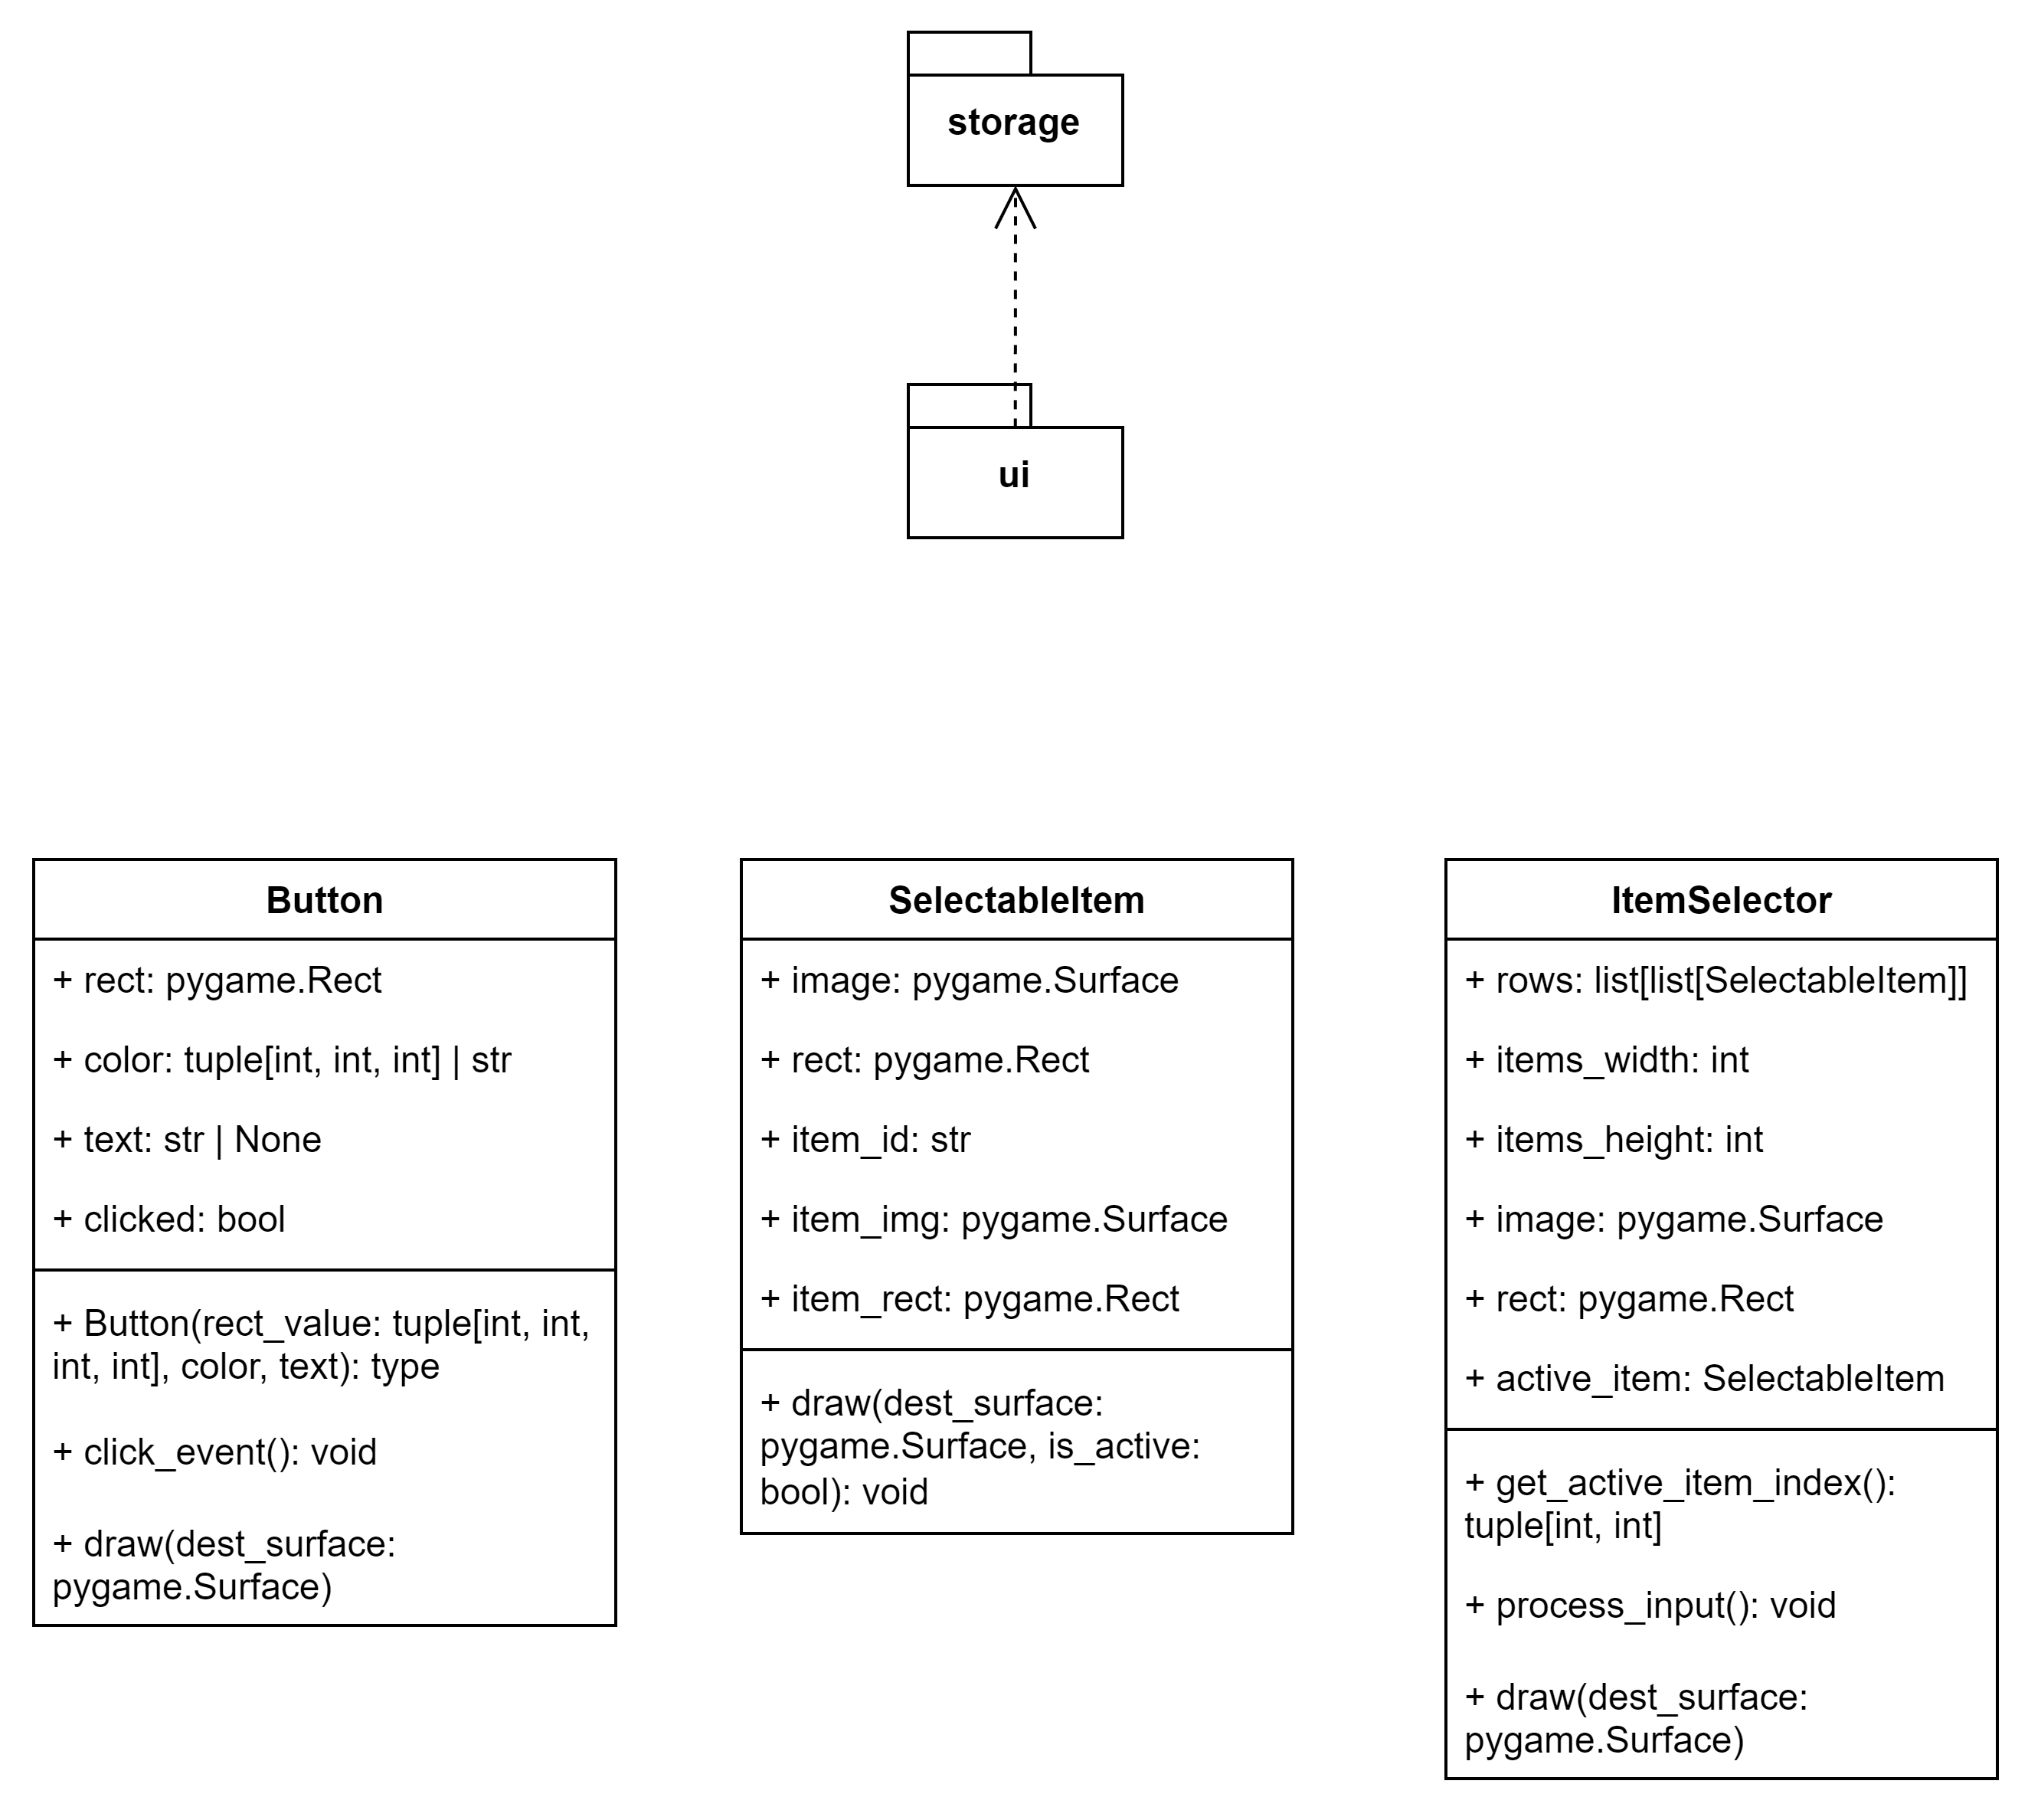 storage
ui
Button
+ rect: pygame.Rect
+ color: tuple[int, int, int] | str
+ text: str | None
+ clicked: bool
+ Button(rect_value: tuple[int, int,
int, int], color, text): type
+ click_event(): void
+ draw(dest_surface:
pygame.Surface)
SelectableItem
+ image: pygame.Surface
+ rect: pygame.Rect
+ item_id: str
+ item_img: pygame.Surface
+ item_rect: pygame.Rect
+ draw(dest_surface:
pygame.Surface, is_active:
bool): void
ItemSelector
+ rows: list[list[SelectableItem]]
+ items_width: int
+ items_height: int
+ image: pygame.Surface
+ rect: pygame.Rect
+ active_item: SelectableItem
+ get_active_item_index():
tuple[int, int]
+ process_input(): void
+ draw(dest_surface:
pygame.Surface)